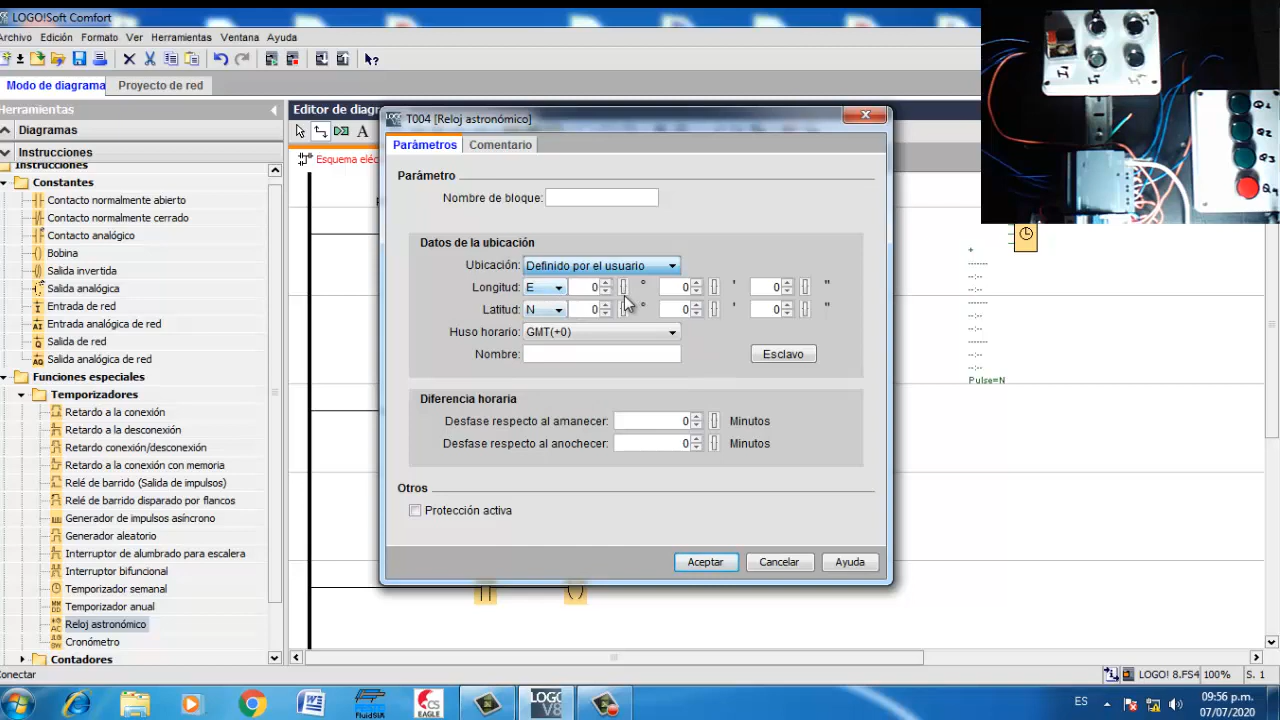 LOGO!Soft Comfort
Archivo Edición Formato Ver Herramientas Ventana Ayuda
Modo de diagrama Proyecto de red
Herramientas
Diagramas
Instrucciones
Instrucciones
Constantes
Contacto normalmente abierto
Contacto normalmente cerrado
Contacto analógico
Bobina
Salida invertida
Salida analógica
Entrada de red
Entrada analógica de red
Salida de red
Salida analógica de red
Funciones especiales
Temporizadores
Retardo a la conexión
Retardo a la desconexión
Retardo conexión/desconexión
Retardo a la conexión con memoria
Relé de barrido (Salida de impulsos)
Relé de barrido disparado por flancos
Generador de impulsos asíncrono
Generador aleatorio
Interruptor de alumbrado para escalera
Interruptor bifuncional
Temporizador semanal
Temporizador anual
Reloj astronómico
Cronómetro
Contadores
Conectar
Editor de diagr
Esquema eléc
T004 [Reloj astronómico]
Parámetros Comentario
Parámetro
Nombre de bloque:
Datos de la ubicación
Ubicación: Definido por el usuario
Longitud: E 0 ° 0 ' 0 "
Latitud: N 0 ° 0 ' 0 "
Huso horario: GMT(+0)
Nombre: Esclavo
Diferencia horaria
Desfase respecto al amanecer: 0 Minutos
Desfase respecto al anochecer: 0 Minutos
Otros
Protección activa
Aceptar Cancelar Ayuda
+
------
--:--
--:--
------
--:--
------
--:--
--:--
Pulse=N
LOGO! 8.FS4 100% S. 1
FluidSIM
CS
EAGLE
LOGO
V8
ES
09:56 p.m.
07/07/2020